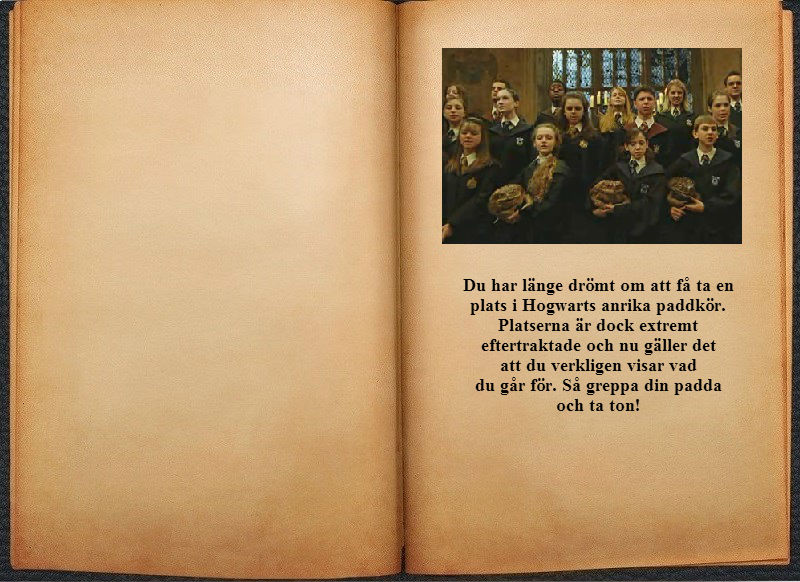 Du har länge drömt om att få ta en
plats i Hogwarts anrika paddkör.
Platserna är dock extremt
eftertraktade och nu gäller det
att du verkligen visar vad
du går för. Så greppa din padda
och ta ton!